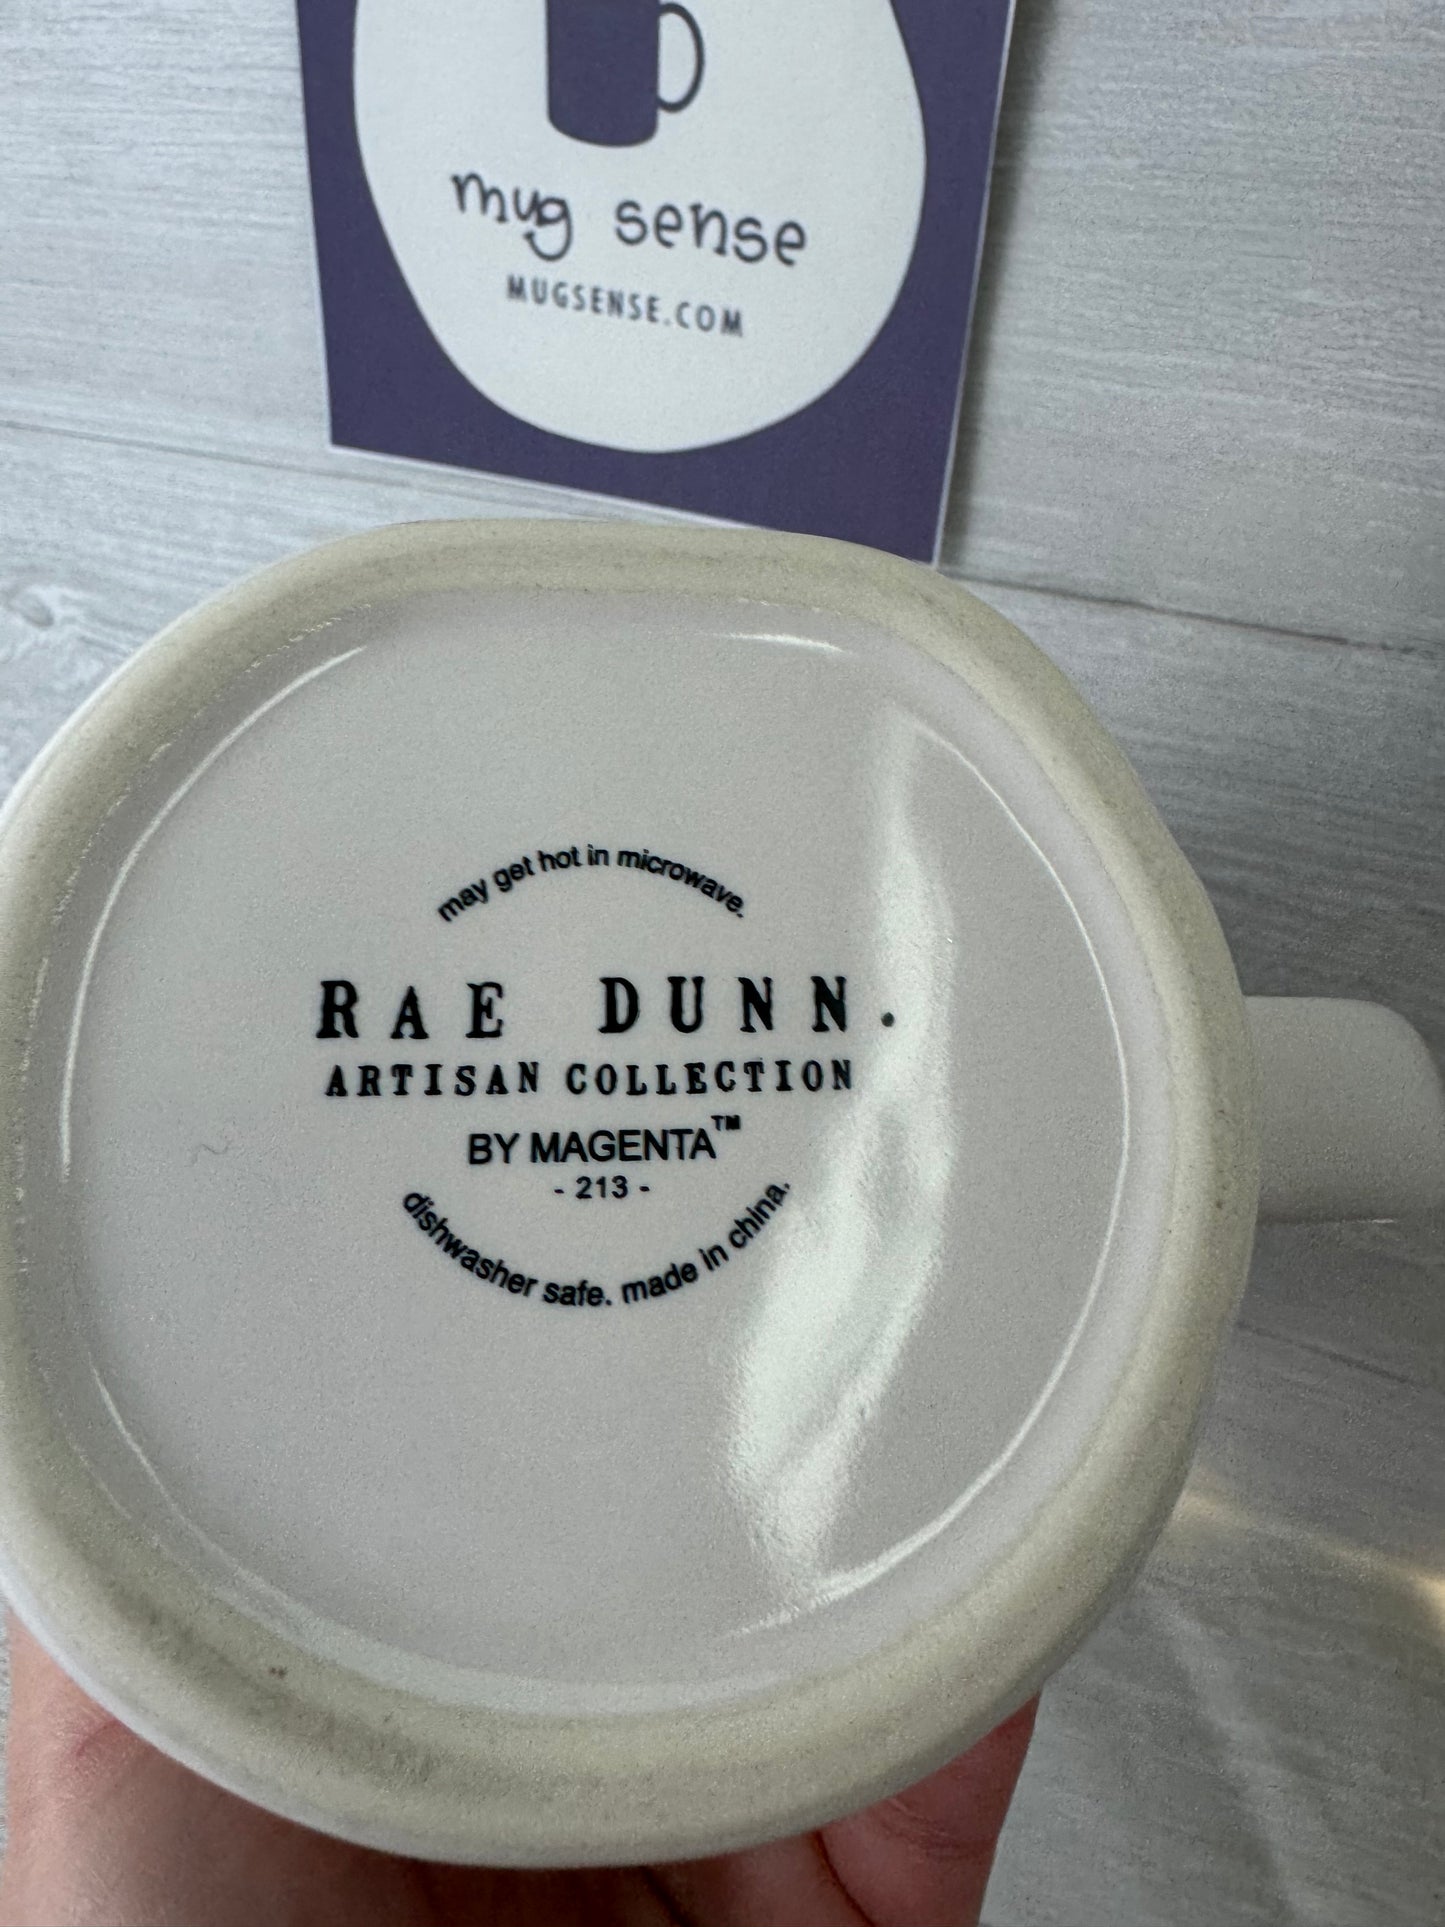 mug sense
MUGSENSE.COM
may get hot in microwave.
RAE DUNN.
ARTISAN COLLECTION
BY MAGENTA™
- 213 -
dishwasher safe. made in china.